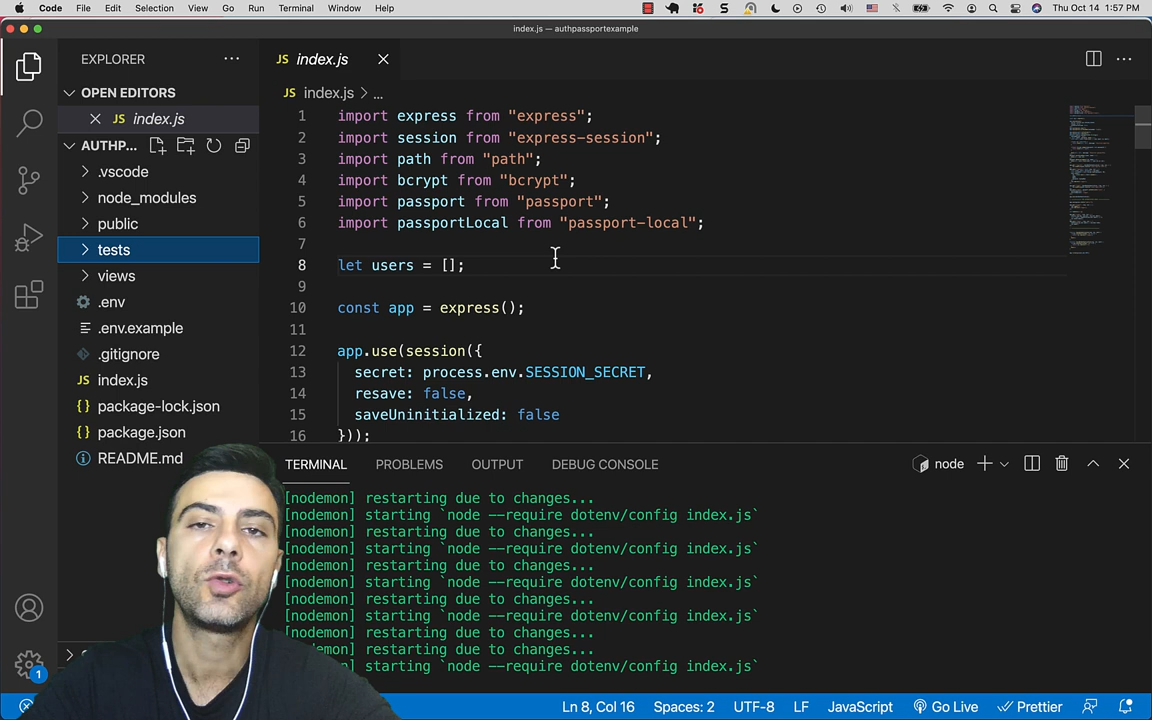 Code File Edit Selection View Go Run Terminal Window Help Thu Oct 14 1:57 PM
index.js — authpassportexample
EXPLORER
OPEN EDITORS
JS index.js
AUTHP...
.vscode
node_modules
public
tests
views
.env
.env.example
.gitignore
JS index.js
{} package-lock.json
{} package.json
README.md
JS index.js
JS index.js > ...
1 import express from "express";
2 import session from "express-session";
3 import path from "path";
4 import bcrypt from "bcrypt";
5 import passport from "passport";
6 import passportLocal from "passport-local";
7
8 let users = [];
9
10 const app = express();
11
12 app.use(session({
13 secret: process.env.SESSION_SECRET,
14 resave: false,
15 saveUninitialized: false
16 }));
TERMINAL PROBLEMS OUTPUT DEBUG CONSOLE node
[nodemon] restarting due to changes...
[nodemon] starting `node --require dotenv/config index.js`
[nodemon] restarting due to changes...
[nodemon] starting `node --require dotenv/config index.js`
[nodemon] restarting due to changes...
[nodemon] starting `node --require dotenv/config index.js`
[nodemon] restarting due to changes...
[nodemon] starting `node --require dotenv/config index.js`
restarting due to changes...
restarting due to changes...
starting `node --require dotenv/config index.js`
1
Ln 8, Col 16 Spaces: 2 UTF-8 LF JavaScript Go Live Prettier